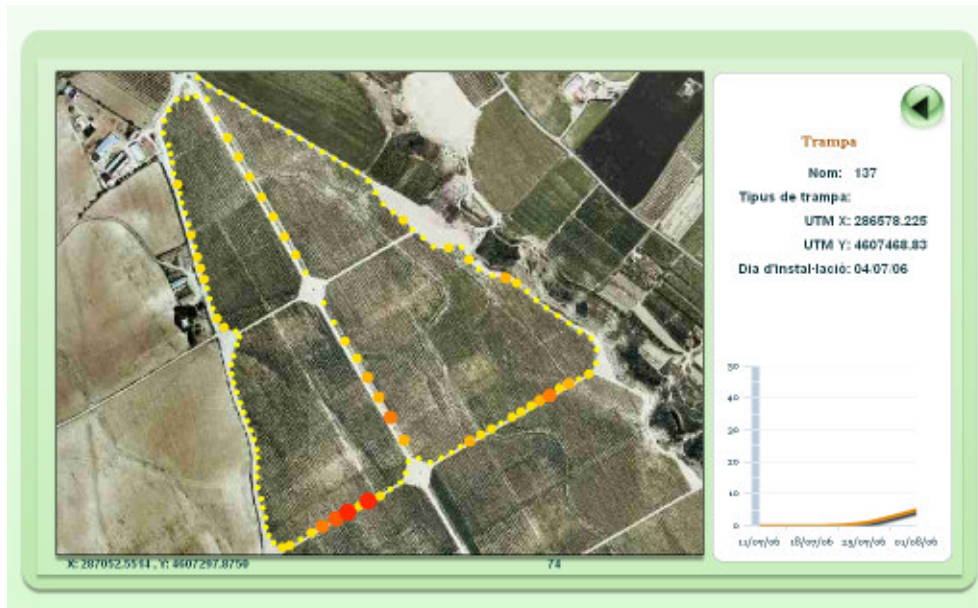 Trampa
Nom: 137
Tipus de trampa:
UTM X: 286578.225
UTM Y: 4607468.83
Dia d'instal·lació: 04/07/06
50
40
30
20
10
0
11/07/06 18/07/06 25/07/06 01/08/06
X: 287052.5514 , Y: 4607297.8750 74